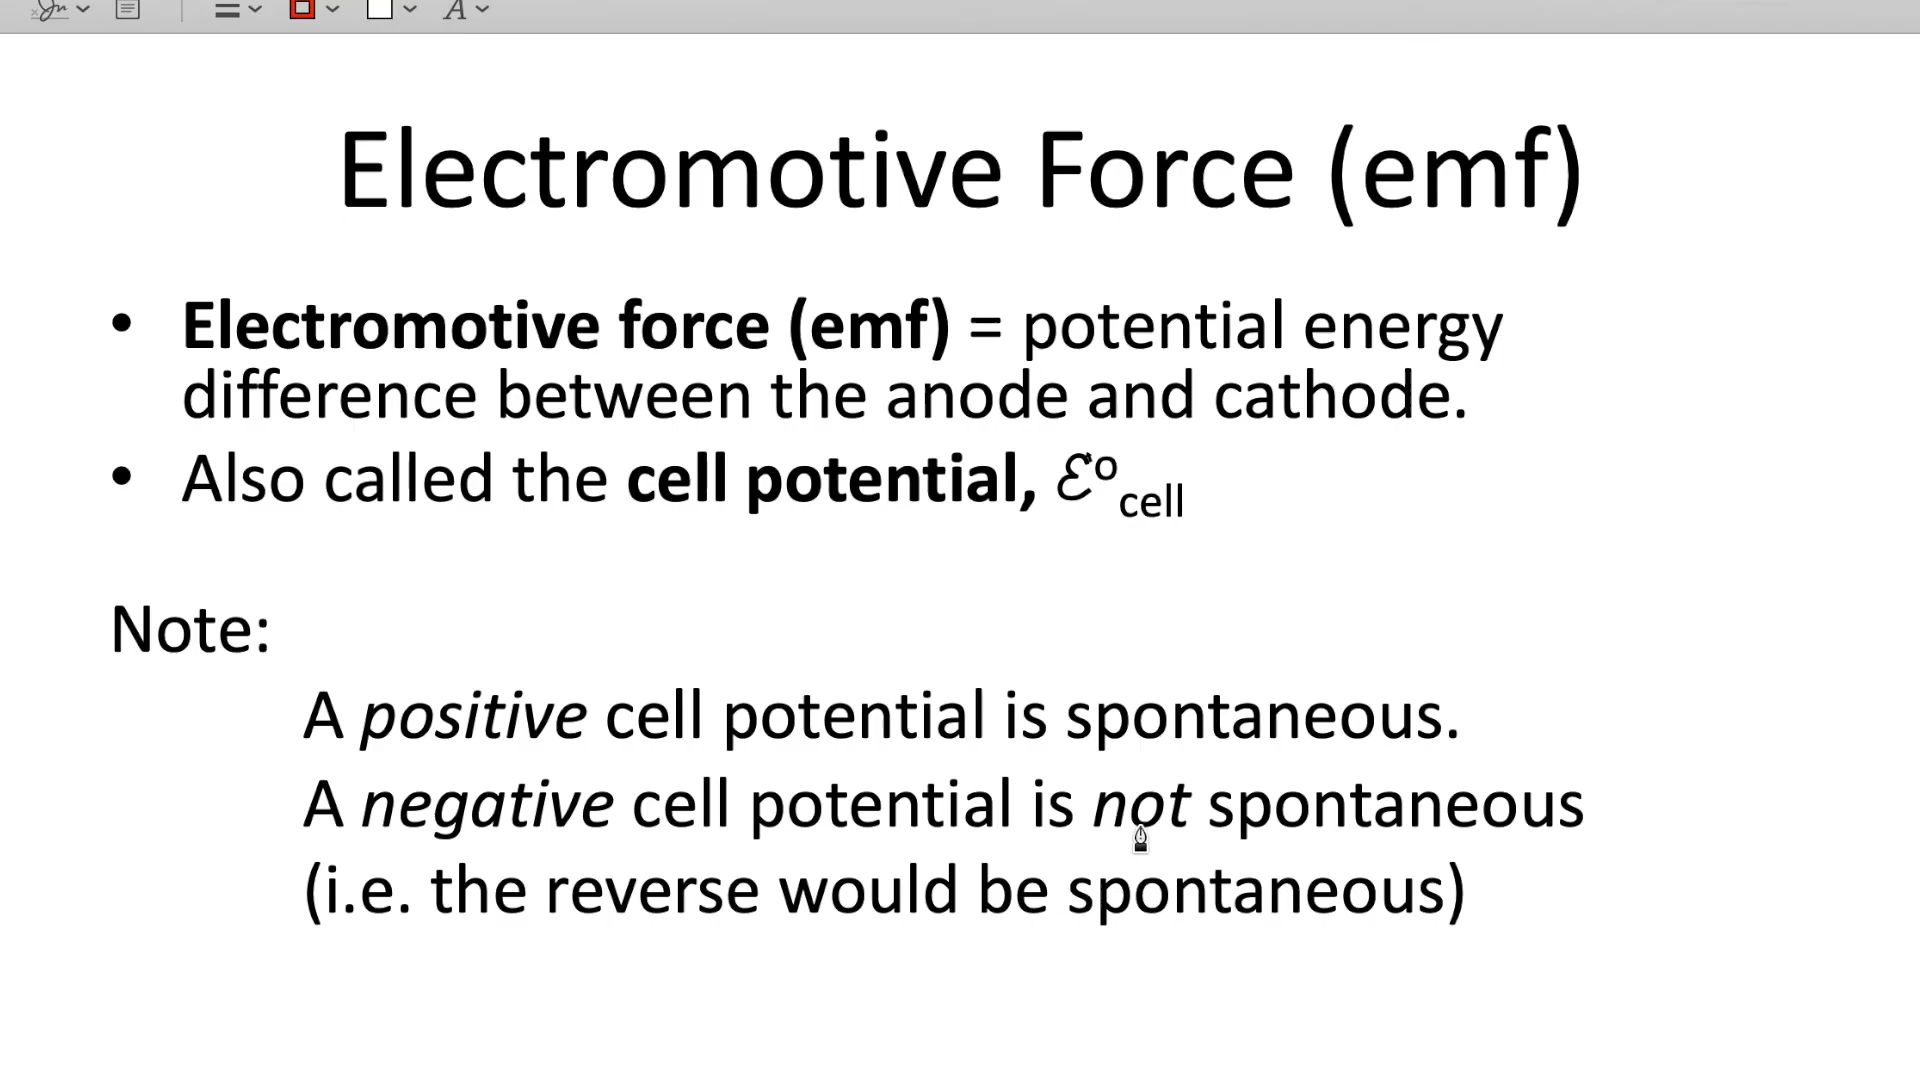 Electromotive Force (emf)
• Electromotive force (emf) = potential energy
difference between the anode and cathode.
• Also called the cell potential, ℰ°cell
Note:
A positive cell potential is spontaneous.
A negative cell potential is not spontaneous
(i.e. the reverse would be spontaneous)